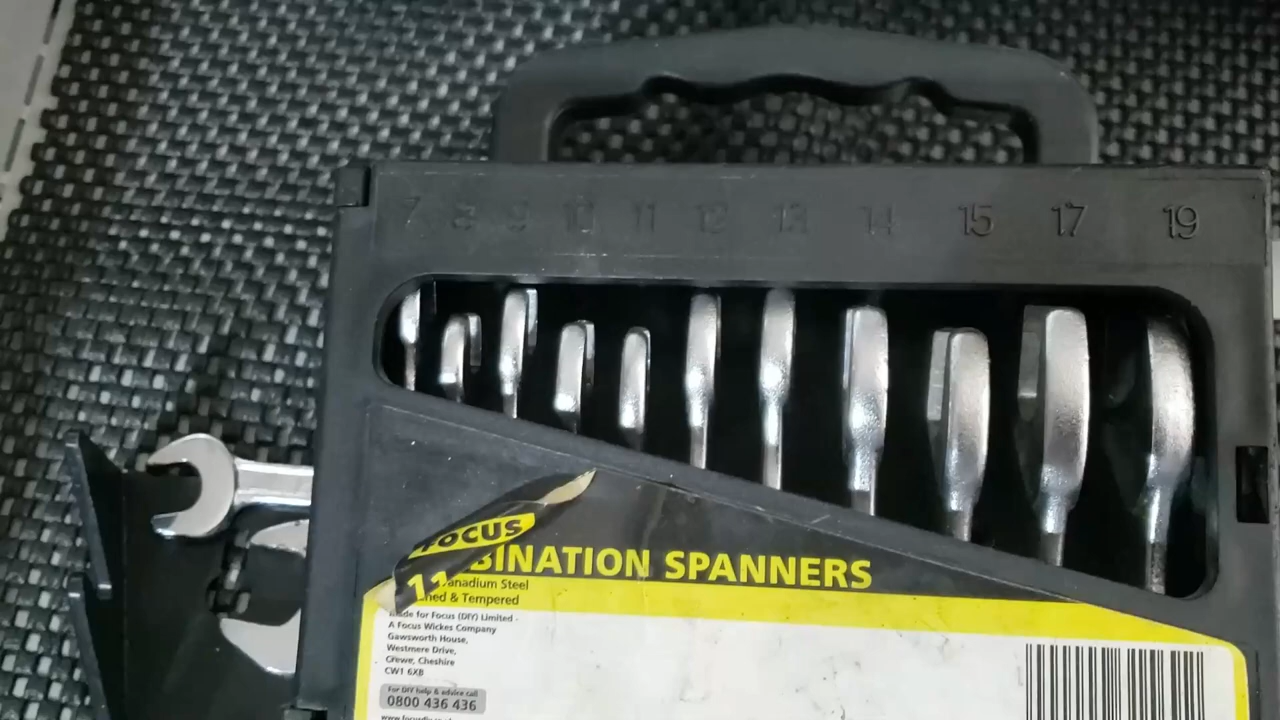 7 8 9 10 11 12 13 14 15 17 19
FOCUS
11
BINATION SPANNERS
anadium Steel
ned & Tempered
Made for Focus (DIY) Limited -
A Focus Wickes Company
Gawsworth House,
Westmere Drive,
Crewe, Cheshire
CW1 6XB
For DIY help & advice call
0800 436 436